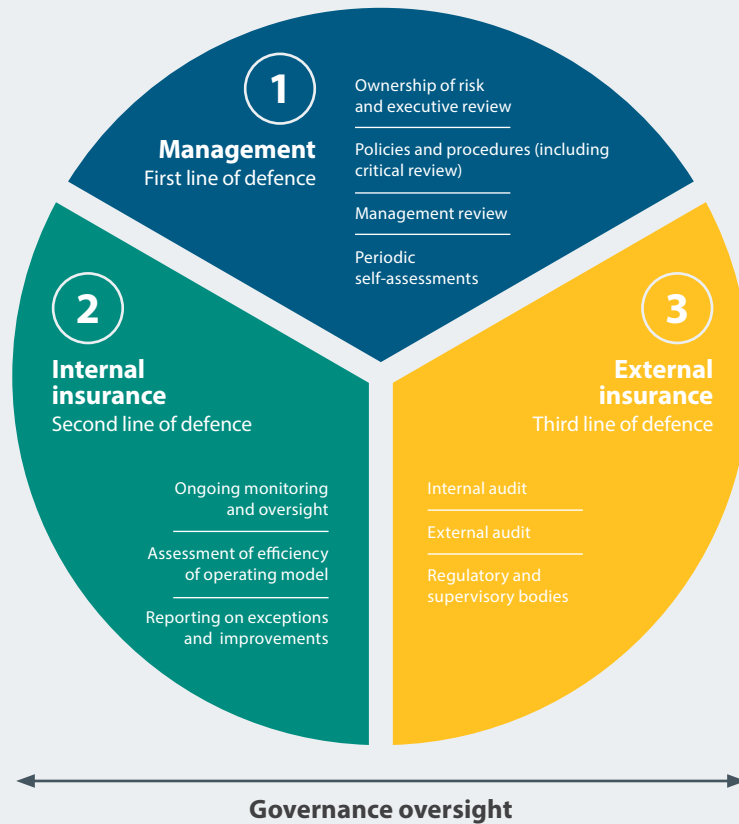 1
Management
First line of defence
Ownership of risk
and executive review
Policies and procedures (including
critical review)
Management review
Periodic
self-assessments
2
Internal
insurance
Second line of defence
Ongoing monitoring
and oversight
Assessment of efficiency
of operating model
Reporting on exceptions
and improvements
3
External
insurance
Third line of defence
Internal audit
External audit
Regulatory and
supervisory bodies
Governance oversight